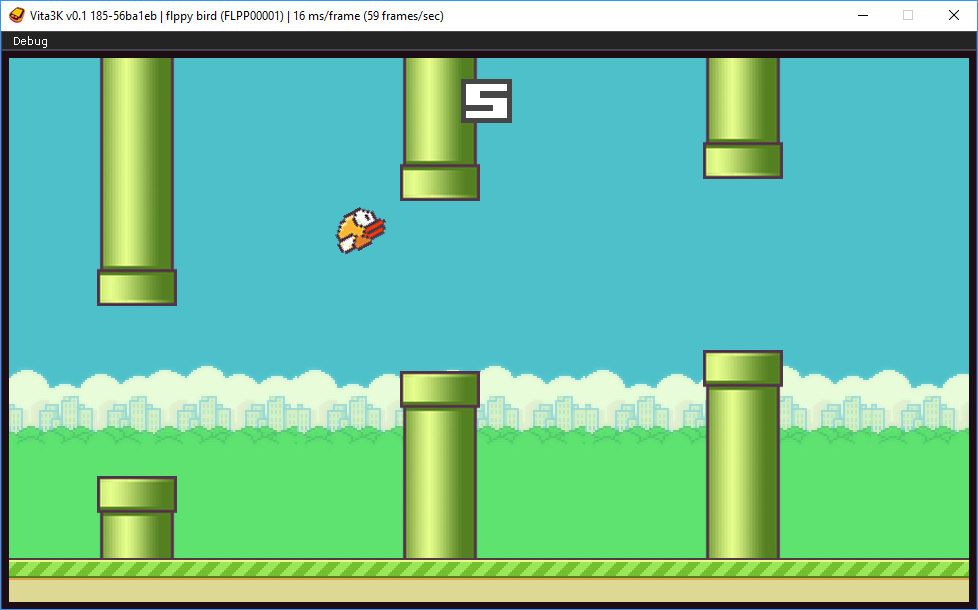 Vita3K v0.1 185-56ba1eb | flppy bird (FLPP00001) | 16 ms/frame (59 frames/sec)
Debug
5